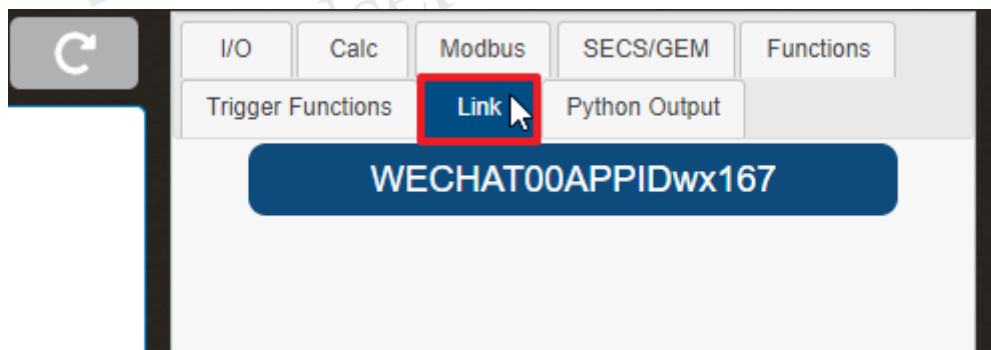 I/O Calc Modbus SECS/GEM Functions
Trigger Functions Link Python Output
WECHAT00APPIDwx167